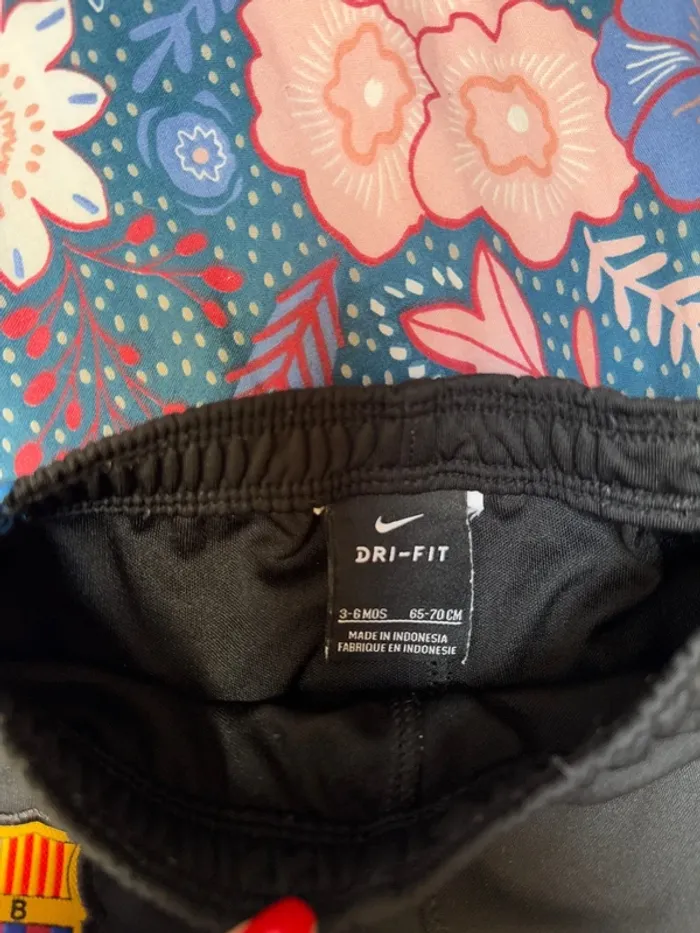 DRI-FIT
3-6 MOS 65-70 CM
MADE IN INDONESIA
FABRIQUE EN INDONESIE
B